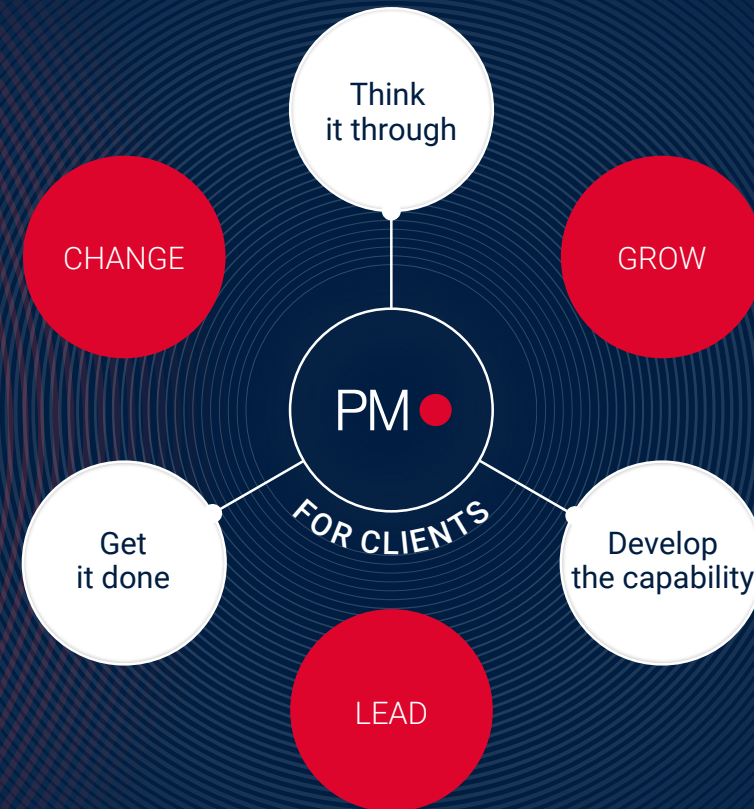 Think
it through
CHANGE
GROW
PM
FOR CLIENTS
Get
it done
Develop
the capability
LEAD